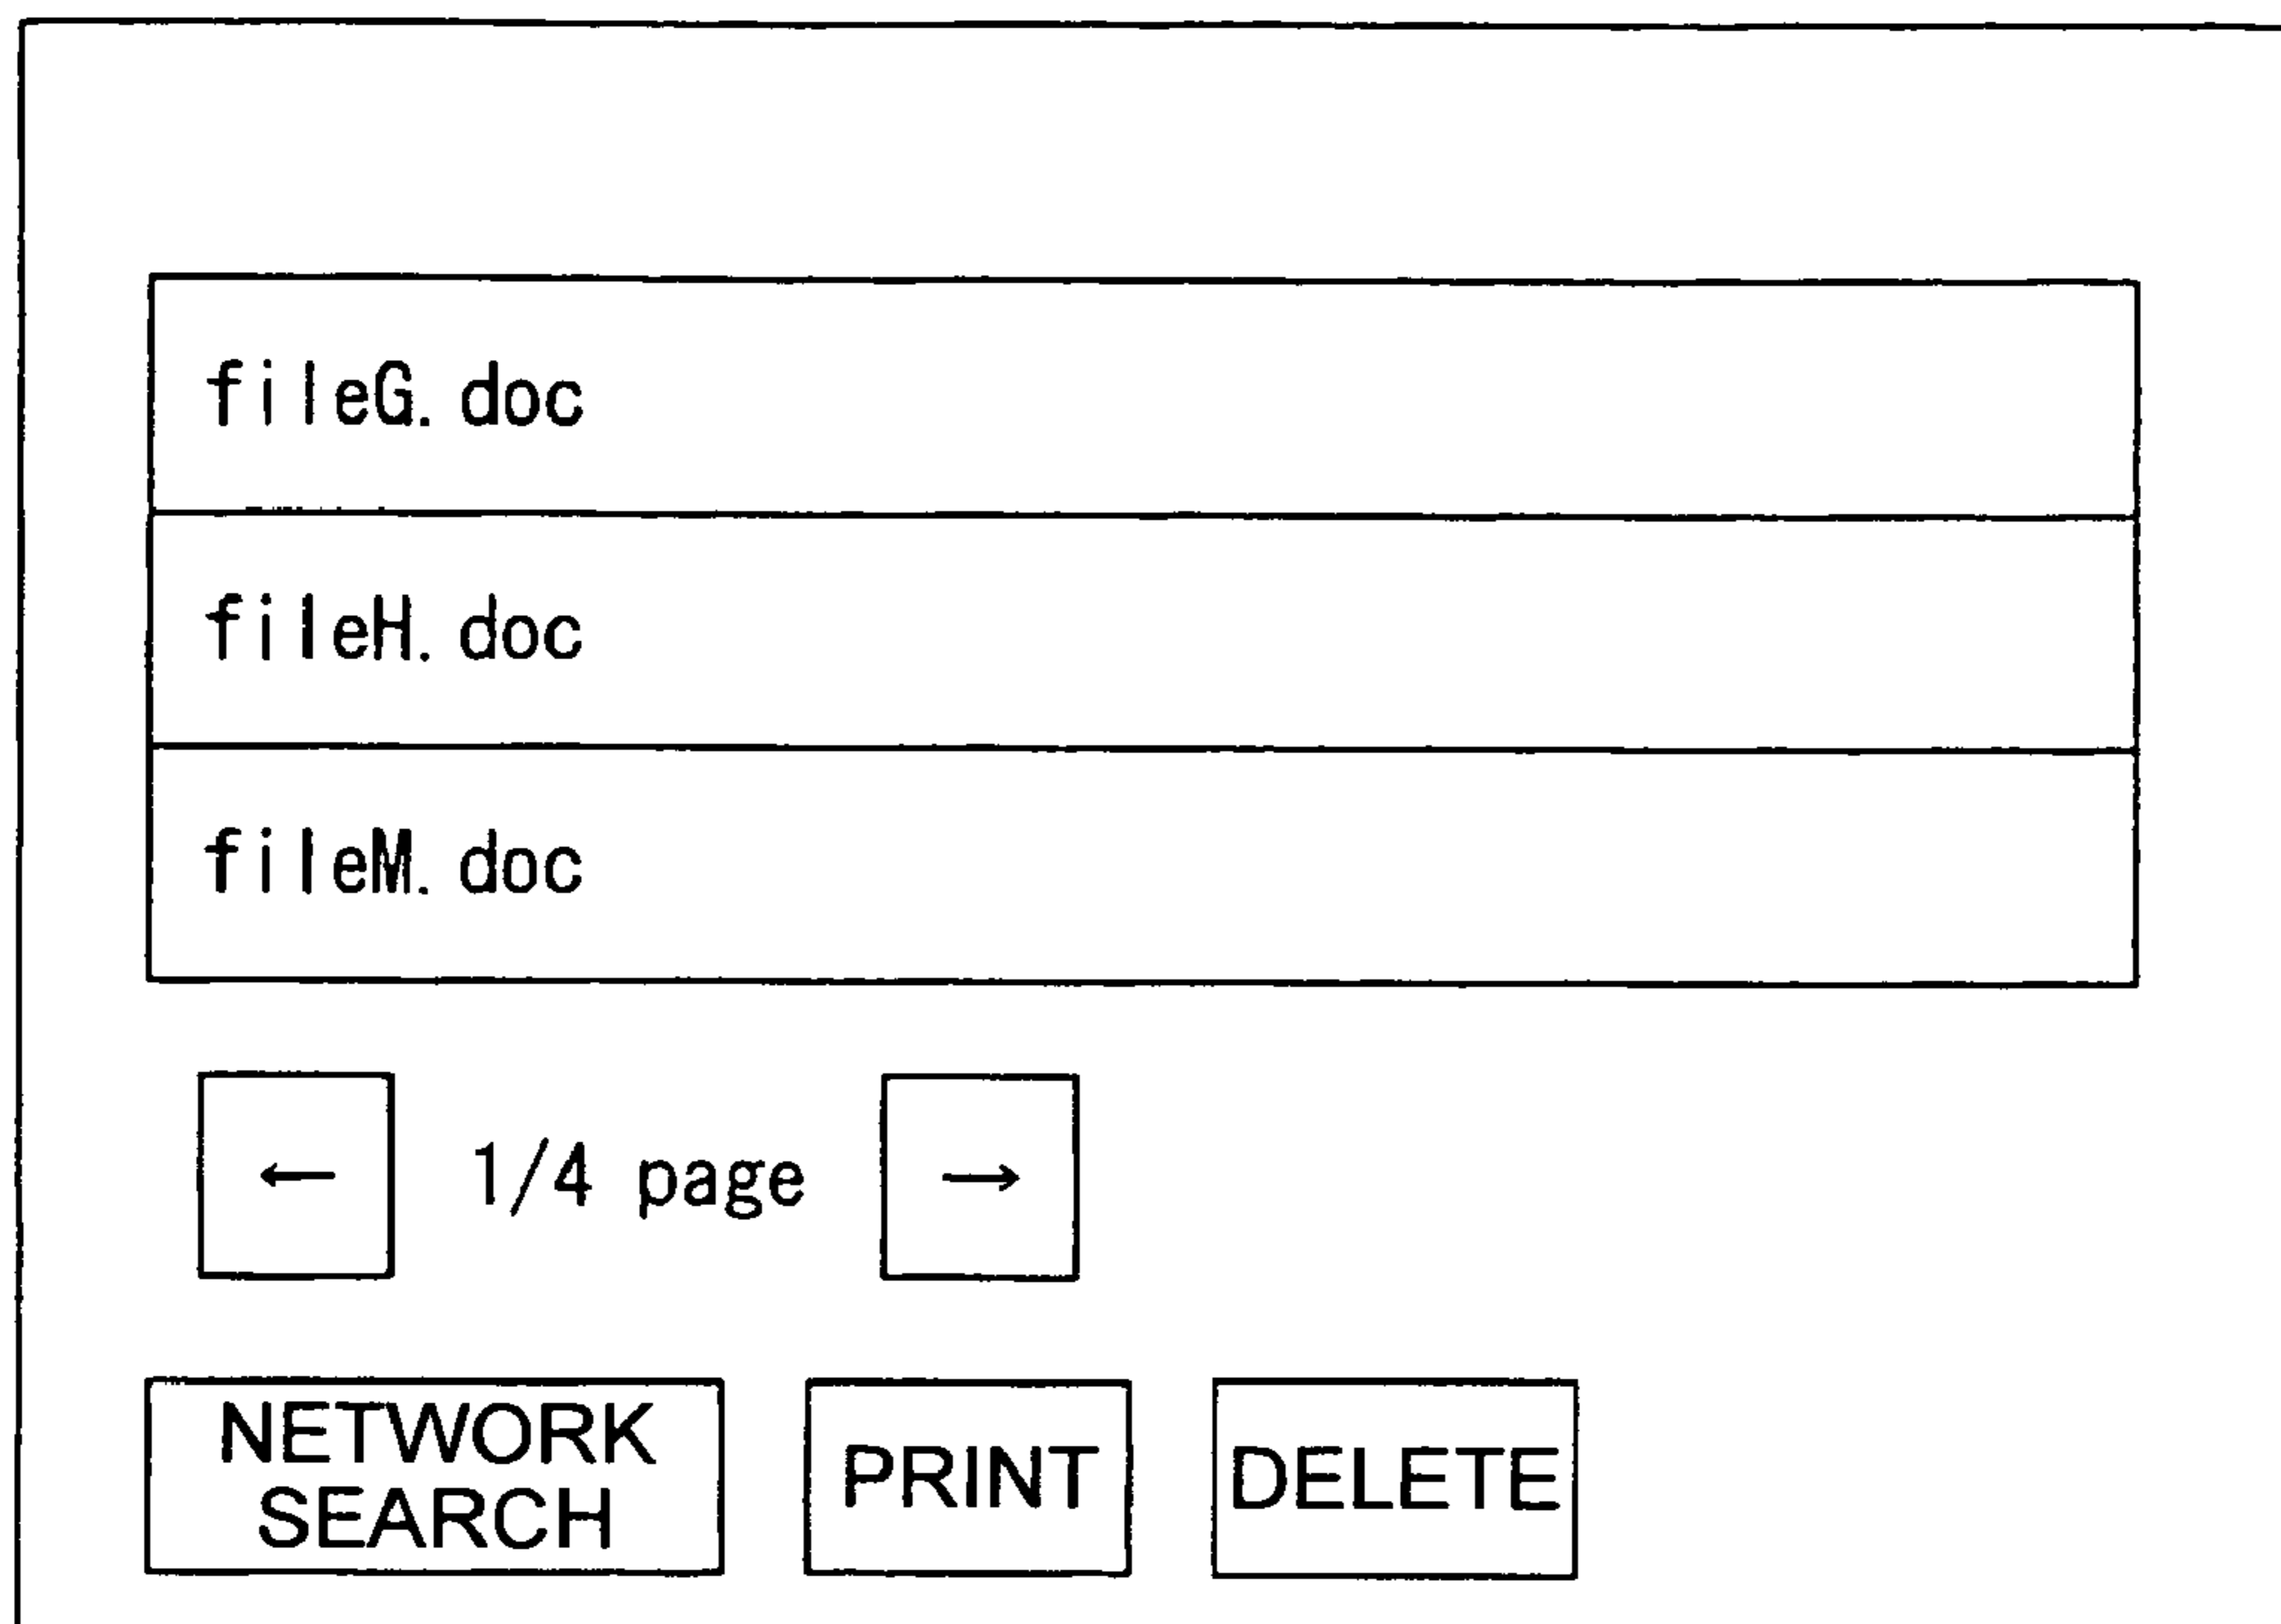 fileG.doc
fileH.doc
fileM.doc
← 1/4 page →
NETWORK
SEARCH
PRINT
DELETE